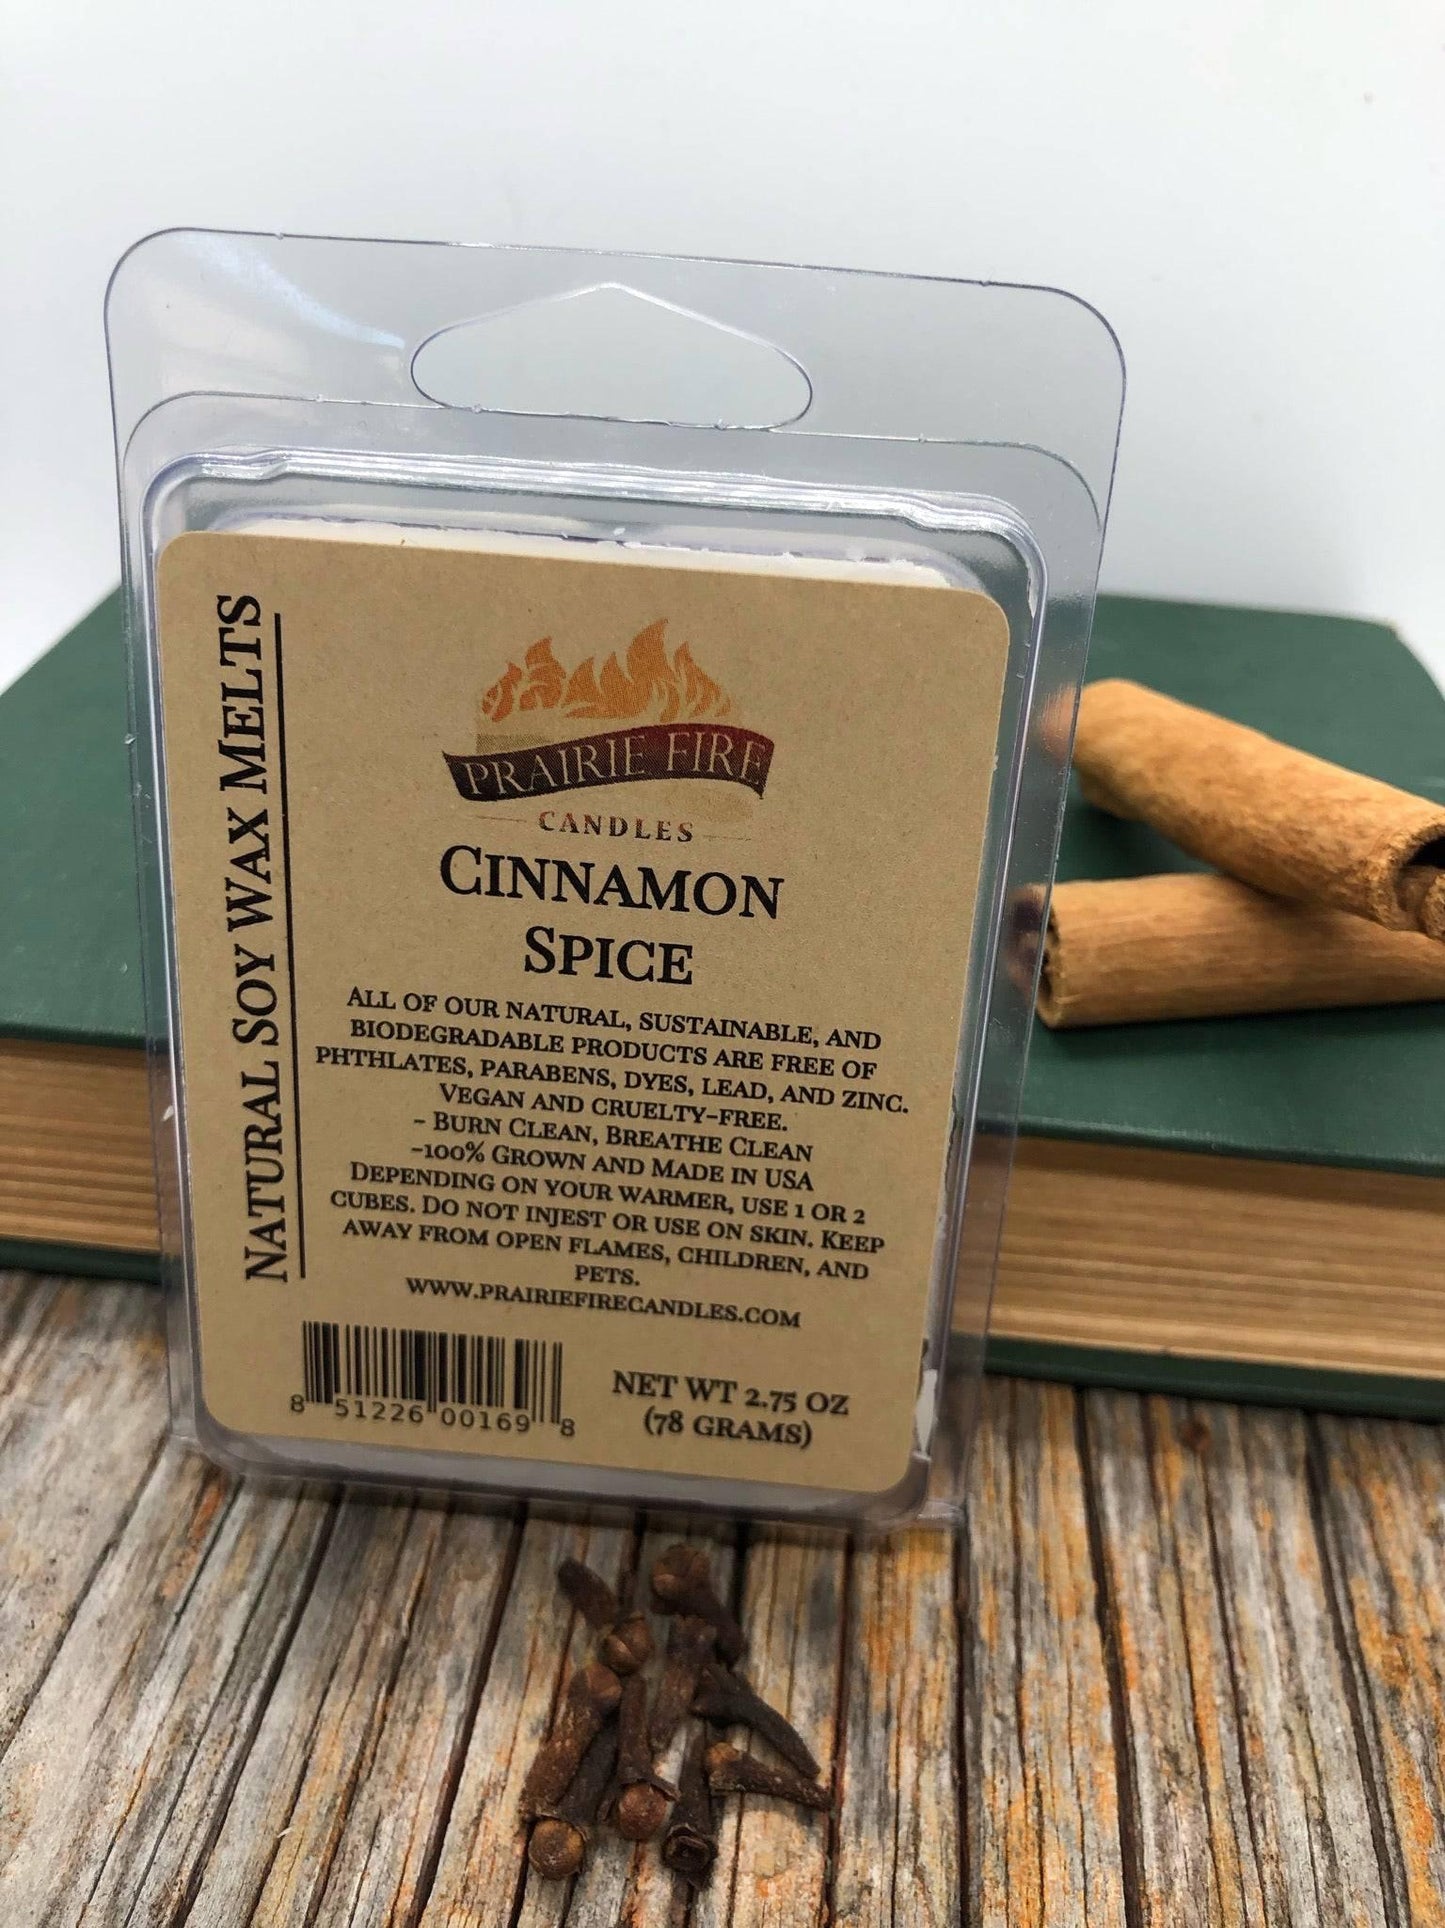 NATURAL SOY WAX MELTS
PRAIRIE FIRE
CANDLES
CINNAMON
SPICE
ALL OF OUR NATURAL, SUSTAINABLE, AND
BIODEGRADABLE PRODUCTS ARE FREE OF
PHTHLATES, PARABENS, DYES, LEAD, AND ZINC.
VEGAN AND CRUELTY-FREE.
- BURN CLEAN, BREATHE CLEAN
-100% GROWN AND MADE IN USA
DEPENDING ON YOUR WARMER, USE 1 OR 2
CUBES. DO NOT INJEST OR USE ON SKIN. KEEP
AWAY FROM OPEN FLAMES, CHILDREN, AND
PETS.
WWW.PRAIRIEFIRECANDLES.COM
8 51226 00169 8
NET WT 2.75 OZ
(78 GRAMS)